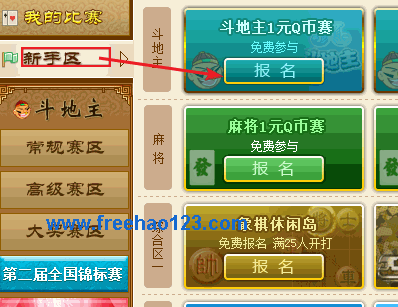 我的比赛
新手区
斗地主
常规赛区
高级赛区
大奖赛区
第二届全国锦标赛
斗地主
斗地主1元Q币赛
免费参与
报名
麻将
麻将1元Q币赛
免费参与
报名
發
综合区一
象棋休闲岛
免费报名 满25人开打
报名
帥
www.freehao123.com